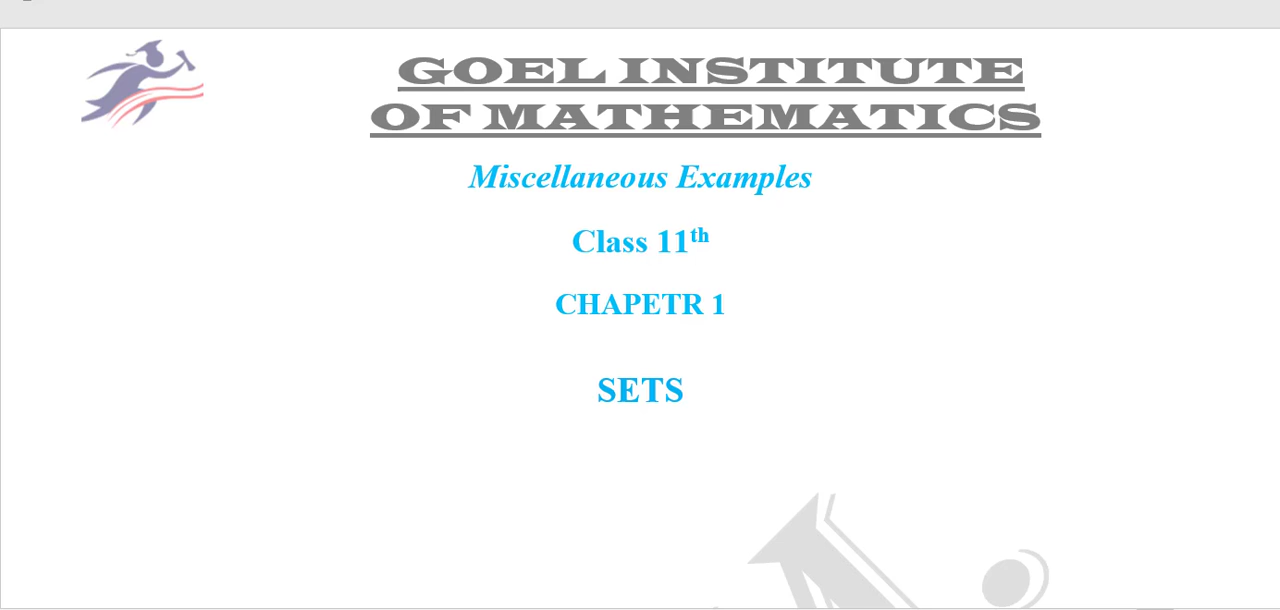 GOEL INSTITUTE
OF MATHEMATICS
Miscellaneous Examples
Class 11th
CHAPETR 1
SETS